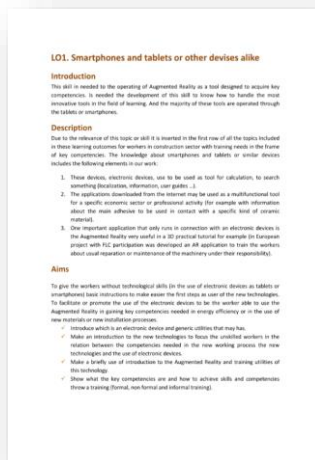 LO1. Smartphones and tablets or other devises alike
Introduction
This skill in needed to the operating of Augmented Reality as a tool designed to acquire key
competencies. Is needed the development of this skill to know how to handle the most
innovative tools in the field of learning. And the majority of these tools are operated through
the tablets or smartphones.
Description
Due to the relevance of this topic or skill it is inserted in the first row of all the topics included
in these learning outcomes for workers in construction sector with training needs in the frame
of key competencies. The knowledge about smartphones and tablets or similar devices
includes the following elements in our work:
1. These devices, electronic devices, use to be used as tool for calculation, to search
something (localization, information, user guides ...).
2. The applications downloaded from the internet may be used as a multifunctional tool
for a specific economic sector or professional activity (for example with information
about the main adhesive to be used in contact with a specific kind of ceramic
material).
3. One important application that only runs in connection with an electronic devices is
the Augmented Reality very useful in a 3D practical tutorial for example (in European
project with FLC participation was developed an AR application to train the workers
about usual reparation or maintenance of the machinery under their responsibility).
Aims
To give the workers without technological skills (in the use of electronic devices as tablets or
smartphones) basic instructions to make easier the first steps as user of the new technologies.
To facilitate or promote the use of the electronic devices to be the worker able to use the
Augmented Reality in gaining key competencies needed in energy efficiency or in the use of
new materials or new installation processes.
✓ Introduce which is an electronic device and generic utilities that may has.
✓ Make an introduction to the new technologies to focus the unskilled workers in the
relation between the competencies needed in the new working process the new
technologies and the use of electronic devices.
✓ Make a briefly use of introduction to the Augmented Reality and training utilities of
this technology.
✓ Show what the key competencies are and how to achieve skills and competencies
throw a training (formal, non formal and informal training).